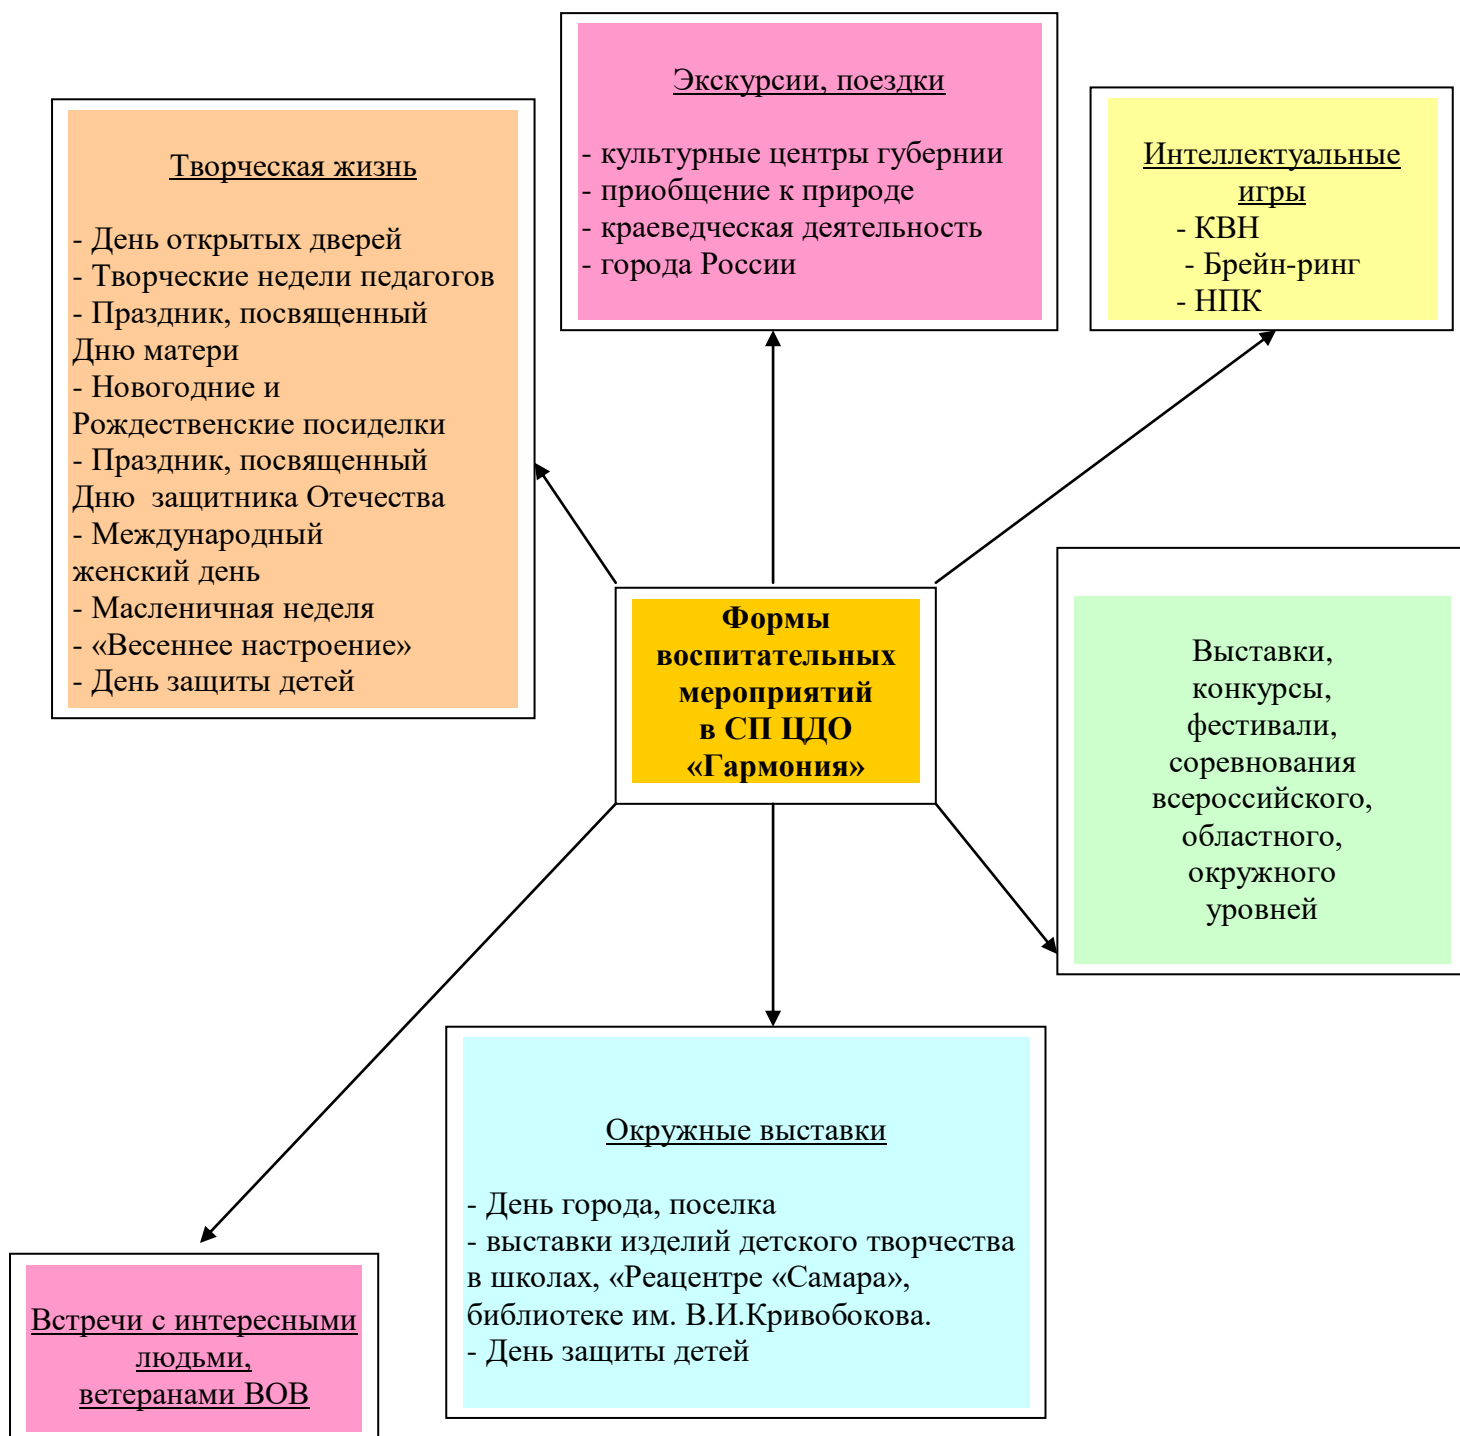 Экскурсии, поездки
- культурные центры губернии
- приобщение к природе
- краеведческая деятельность
- города России
Интеллектуальные
игры
- КВН
- Брейн-ринг
- НПК
Творческая жизнь
- День открытых дверей
- Творческие недели педагогов
- Праздник, посвященный
Дню матери
- Новогодние и
Рождественские посиделки
- Праздник, посвященный
Дню  защитника Отечества
- Международный
женский день
- Масленичная неделя
- «Весеннее настроение»
- День защиты детей
Формы
воспитательных
мероприятий
в СП ЦДО
«Гармония»
Выставки,
конкурсы,
фестивали,
соревнования
всероссийского,
областного,
окружного
уровней
Окружные выставки
- День города, поселка
- выставки изделий детского творчества
в школах, «Реацентре «Самара»,
библиотеке им. В.И.Кривобокова.
- День защиты детей
Встречи с интересными
людьми,
ветеранами ВОВ